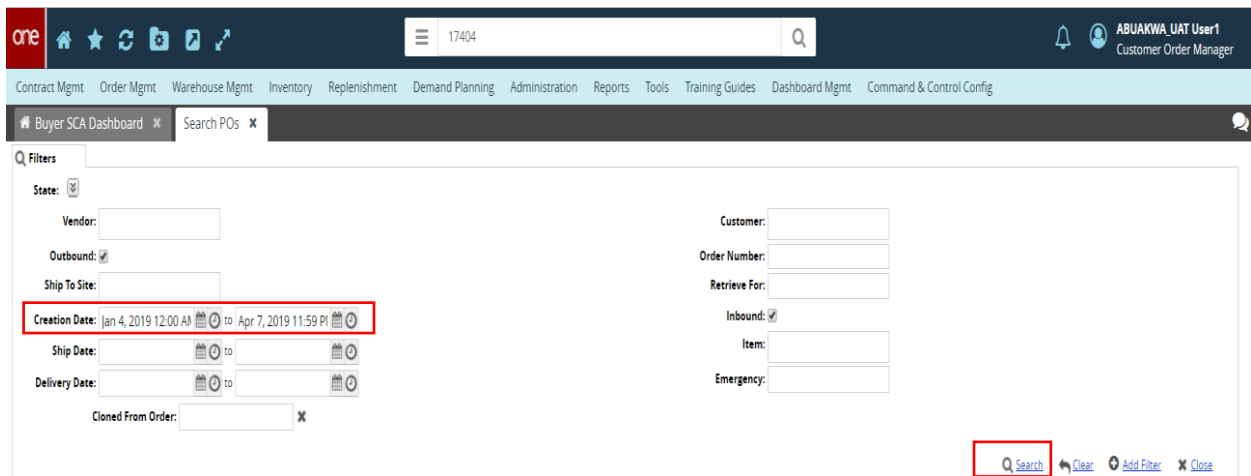 one 17404 ABUAKWA_UAT User1
Customer Order Manager
Contract Mgmt Order Mgmt Warehouse Mgmt Inventory Replenishment Demand Planning Administration Reports Tools Training Guides Dashboard Mgmt Command & Control Config
Buyer SCA Dashboard Search POs
Filters
State:
Vendor: Customer:
Outbound: Order Number:
Ship To Site: Retrieve For:
Creation Date: Jan 4, 2019 12:00 AM to Apr 7, 2019 11:59 PI Inbound:
Ship Date: to Item:
Delivery Date: to Emergency:
Cloned From Order:
Search Clear Add Filter Close